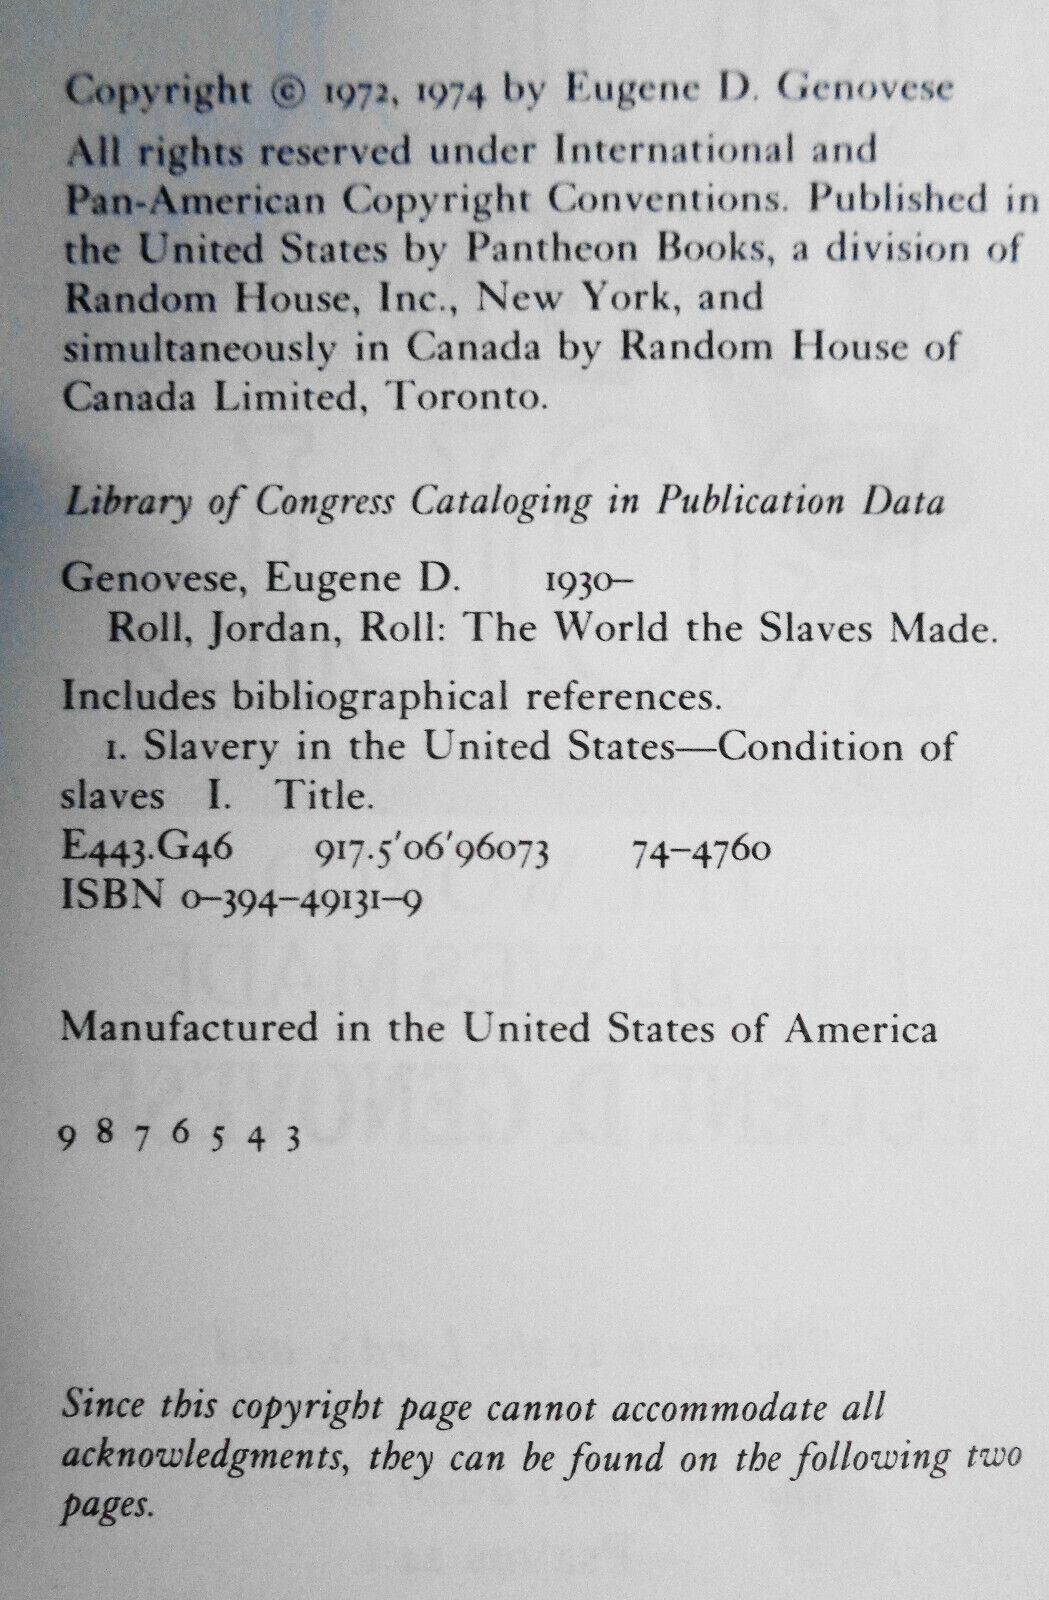 Copyright © 1972, 1974 by Eugene D. Genovese
All rights reserved under International and
Pan-American Copyright Conventions. Published in
the United States by Pantheon Books, a division of
Random House, Inc., New York, and
simultaneously in Canada by Random House of
Canada Limited, Toronto.
Library of Congress Cataloging in Publication Data
Genovese, Eugene D. 1930–
Roll, Jordan, Roll: The World the Slaves Made.
Includes bibliographical references.
1. Slavery in the United States—Condition of
slaves I. Title.
E443.G46 917.5'06'96073 74–4760
ISBN 0–394–49131–9
Manufactured in the United States of America
9 8 7 6 5 4 3
Since this copyright page cannot accommodate all
acknowledgments, they can be found on the following two
pages.